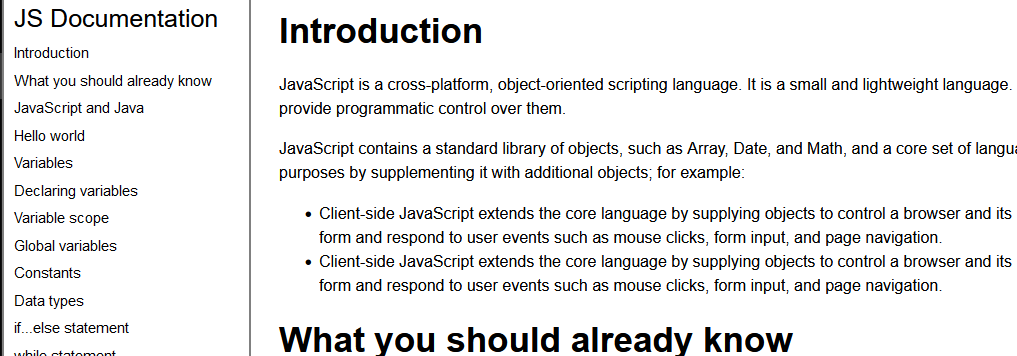 JS Documentation
Introduction
What you should already know
JavaScript and Java
Hello world
Variables
Declaring variables
Variable scope
Global variables
Constants
Data types
if...else statement
while statement
Introduction
JavaScript is a cross-platform, object-oriented scripting language. It is a small and lightweight language.
provide programmatic control over them.
JavaScript contains a standard library of objects, such as Array, Date, and Math, and a core set of
purposes by supplementing it with additional objects; for example:
• Client-side JavaScript extends the core language by supplying objects to control a browser and its
form and respond to user events such as mouse clicks, form input, and page navigation.
• Client-side JavaScript extends the core language by supplying objects to control a browser and its
form and respond to user events such as mouse clicks, form input, and page navigation.
What you should already know